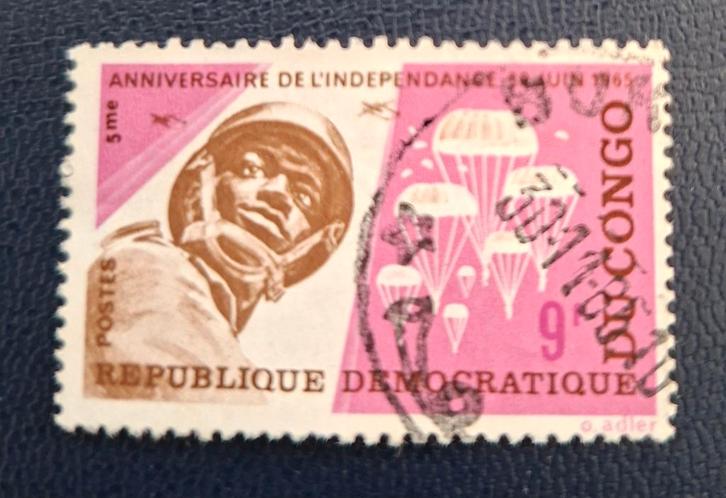 5me
ANNIVERSAIRE DE L'INDEPENDANCE 30 JUIN 1965
POSTES
9F
REPUBLIQUE DEMOCRATIQUE
DU CONGO
o. adler